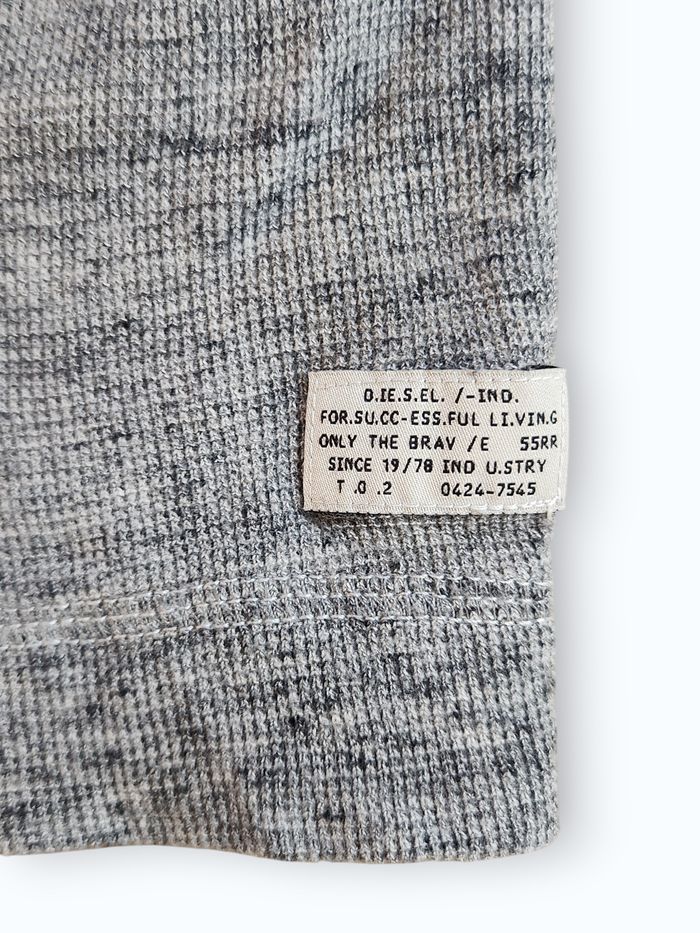 D.IE.S.EL. /-IND.
FOR.SU.CC-ESS.FUL LI.VIN.G
ONLY THE BRAV /E 55RR
SINCE 19/78 IND U.STRY
T .O .2 0424-7545